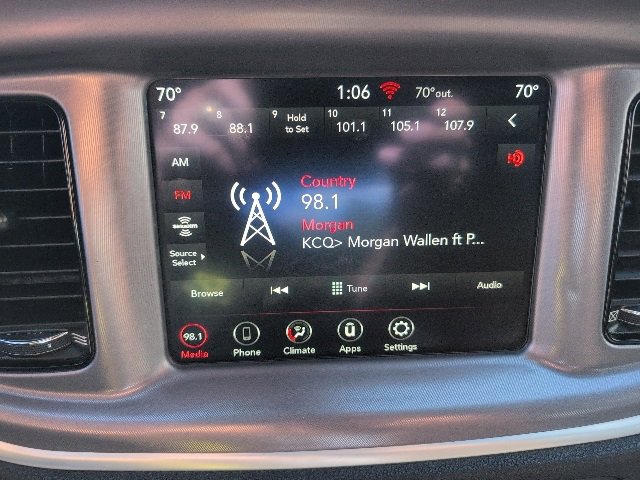 70° 1:06 70°out. 70°
7 8 9 Hold to Set 10 11 12
87.9 88.1 101.1 105.1 107.9
AM
FM
SiriusXM
Source
Select
Country
98.1
Morgan
KCQ> Morgan Wallen ft P...
Browse Tune Audio
98.1
Media Phone Climate Apps Settings